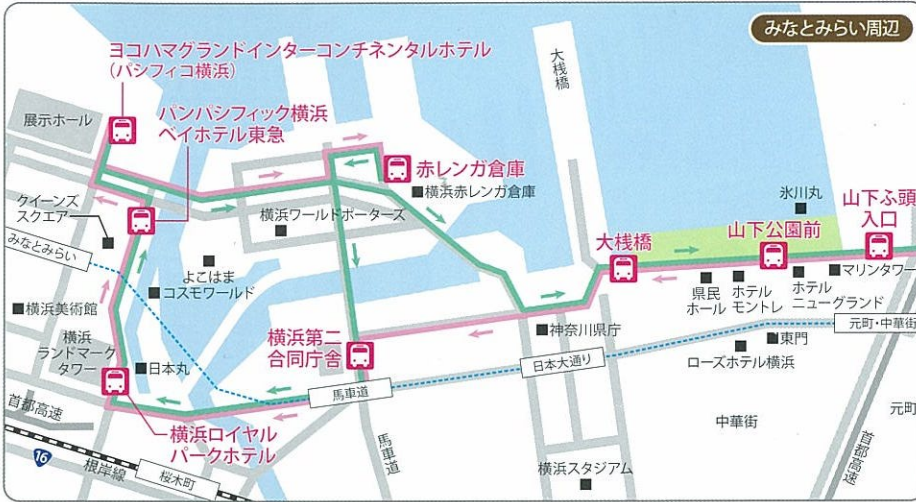 みなとみらい周辺
ヨコハマグランドインターコンチネンタルホテル
(パシフィコ横浜)
大桟橋
展示ホール
パンパシフィック横浜
ベイホテル東急
赤レンガ倉庫
横浜赤レンガ倉庫
氷川丸
山下ふ頭
入口
クイーンズ
スクエア
横浜ワールドポーターズ
大桟橋
山下公園前
みなとみらい
よこはま
コスモワールド
マリンタワー
県民
ホール
ホテル
モントレ
ホテル
ニューグランド
横浜美術館
横浜第二
合同庁舎
神奈川県庁
元町・中華街
横浜
ランドマーク
タワー
日本丸
日本大通り
東門
ローズホテル横浜
馬車道
首都高速
横浜ロイヤル
パークホテル
中華街
元町
16
根岸線
桜木町
馬車道
横浜スタジアム
首都高速